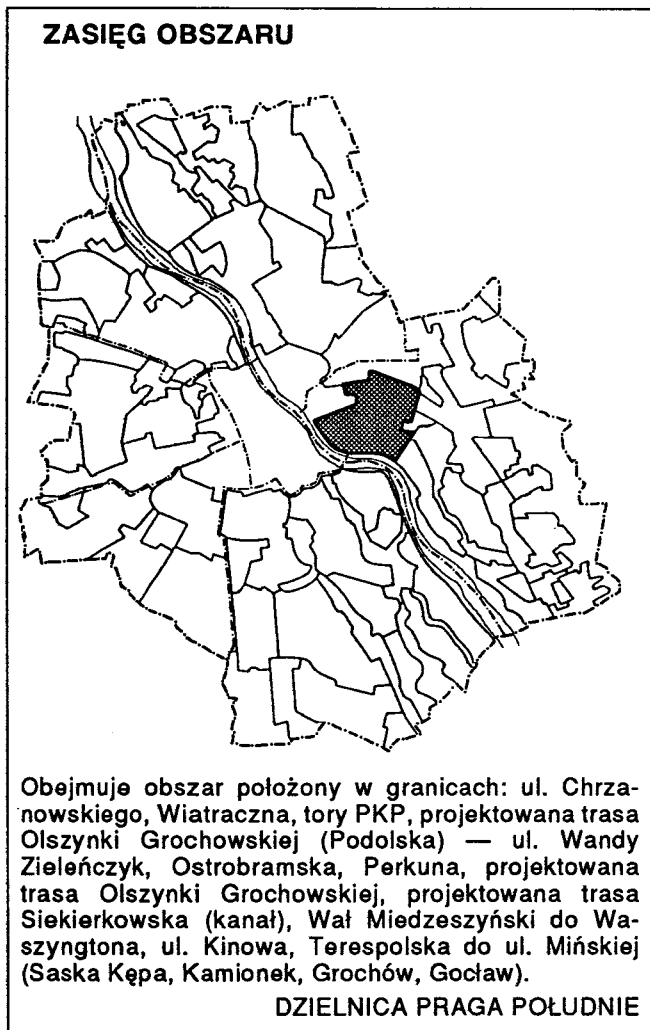 ZASIĘG OBSZARU
Obejmuje obszar położony w granicach: ul. Chrza-
nowskiego, Wiatraczna, tory PKP, projektowana trasa
Olszynki Grochowskiej (Podolska) — ul. Wandy
Zieleńczyk, Ostrobramska, Perkuna, projektowana
trasa Olszynki Grochowskiej, projektowana trasa
Siekierkowska (kanał), Wał Miedzeszyński do Wa-
szyngtona, ul. Kinowa, Terespolska do ul. Mińskiej
(Saska Kępa, Kamionek, Grochów, Gocław).
DZIELNICA PRAGA POŁUDNIE